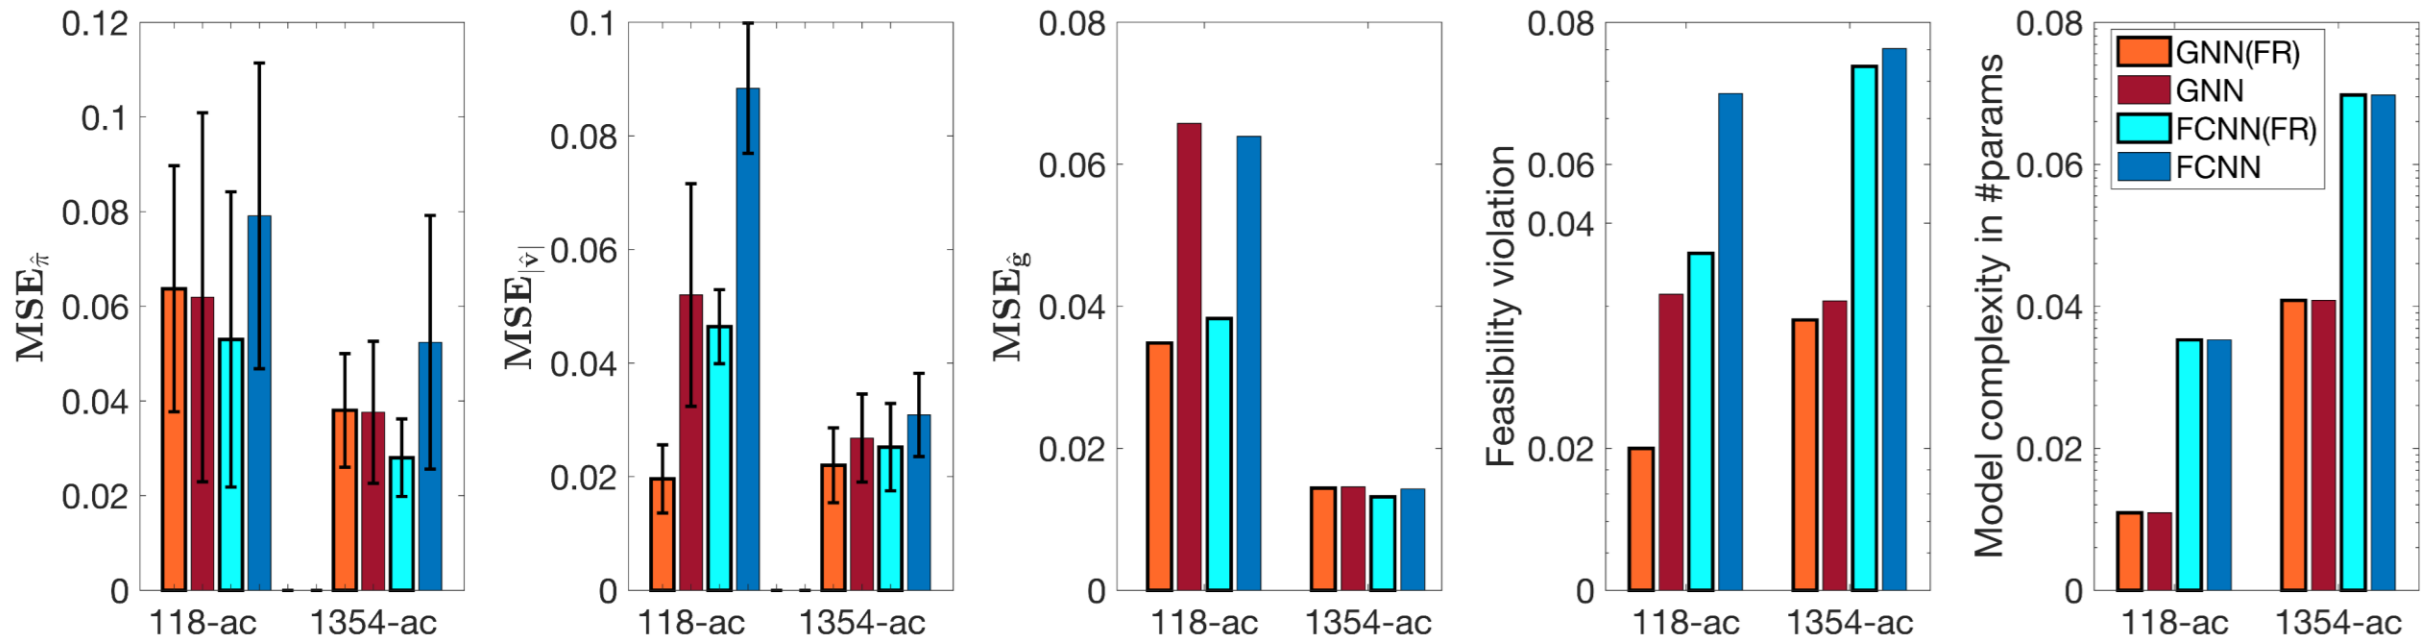 MSE_π̂
0.12
0.1
0.08
0.06
0.04
0.02
0
118-ac 1354-ac
MSE_|v̂|
0.1
0.08
0.06
0.04
0.02
0
118-ac 1354-ac
MSE_ĝ
0.08
0.06
0.04
0.02
0
118-ac 1354-ac
Feasibility violation
0.08
0.06
0.04
0.02
0
118-ac 1354-ac
Model complexity in #params
0.08
0.06
0.04
0.02
0
118-ac 1354-ac
GNN(FR)
GNN
FCNN(FR)
FCNN